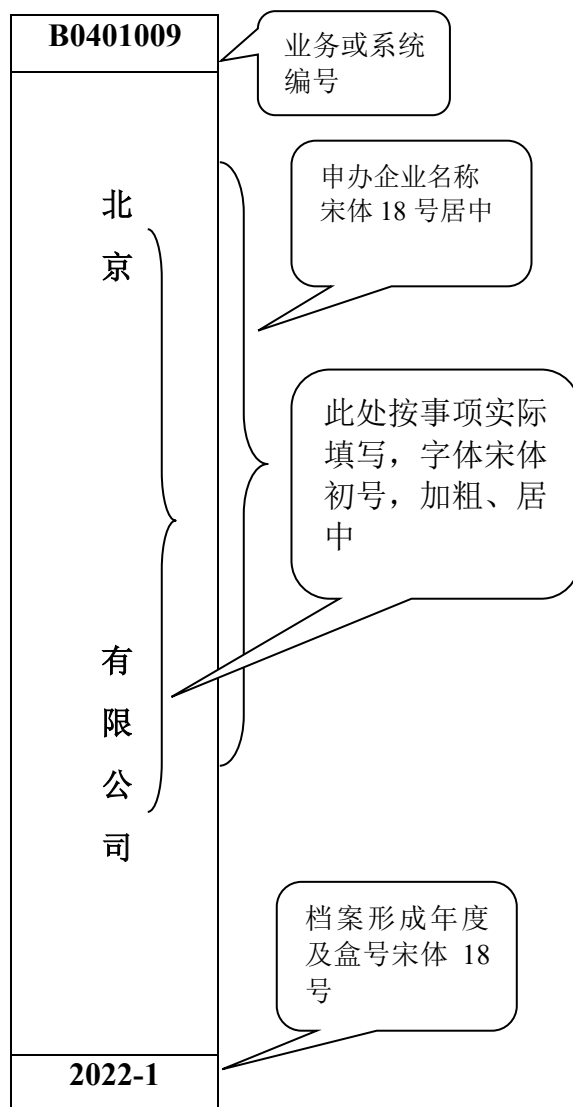 B0401009
业务或系统
编号
申办企业名称
宋体 18 号居中
北
京
此处按事项实际
填写，字体宋体
初号，加粗、居
中
有
限
公
司
档案形成年度
及盒号宋体 18
号
2022-1